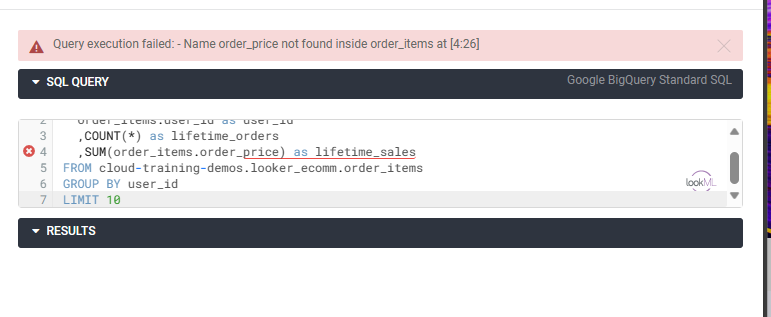 Query execution failed: - Name order_price not found inside order_items at [4:26]
SQL QUERY
Google BigQuery Standard SQL
2 order_items.user_id as user_id
3 ,COUNT(*) as lifetime_orders
4 ,SUM(order_items.order_price) as lifetime_sales
5 FROM cloud-training-demos.looker_ecomm.order_items
6 GROUP BY user_id
lookML
7 LIMIT 10
RESULTS